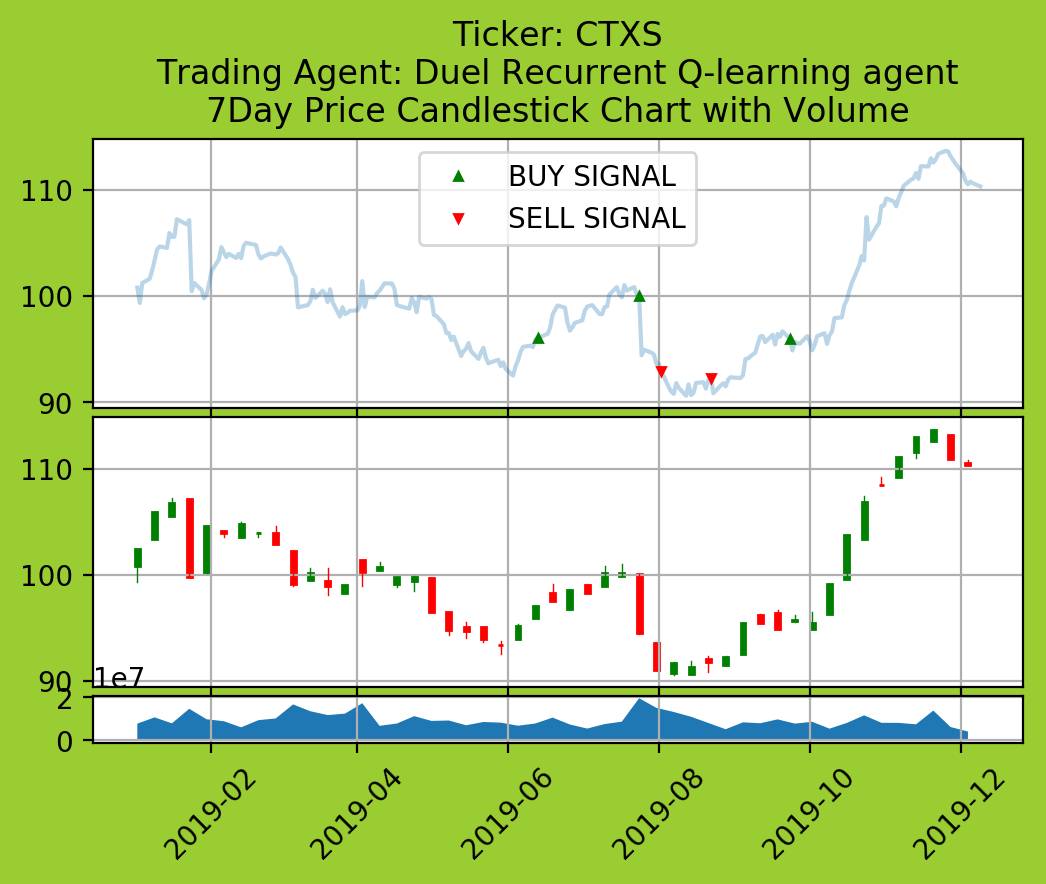 Ticker: CTXS
Trading Agent: Duel Recurrent Q-learning agent
7Day Price Candlestick Chart with Volume
BUY SIGNAL
SELL SIGNAL
110
100
90
110
100
90
1e7
2
0
2019-02
2019-04
2019-06
2019-08
2019-10
2019-12